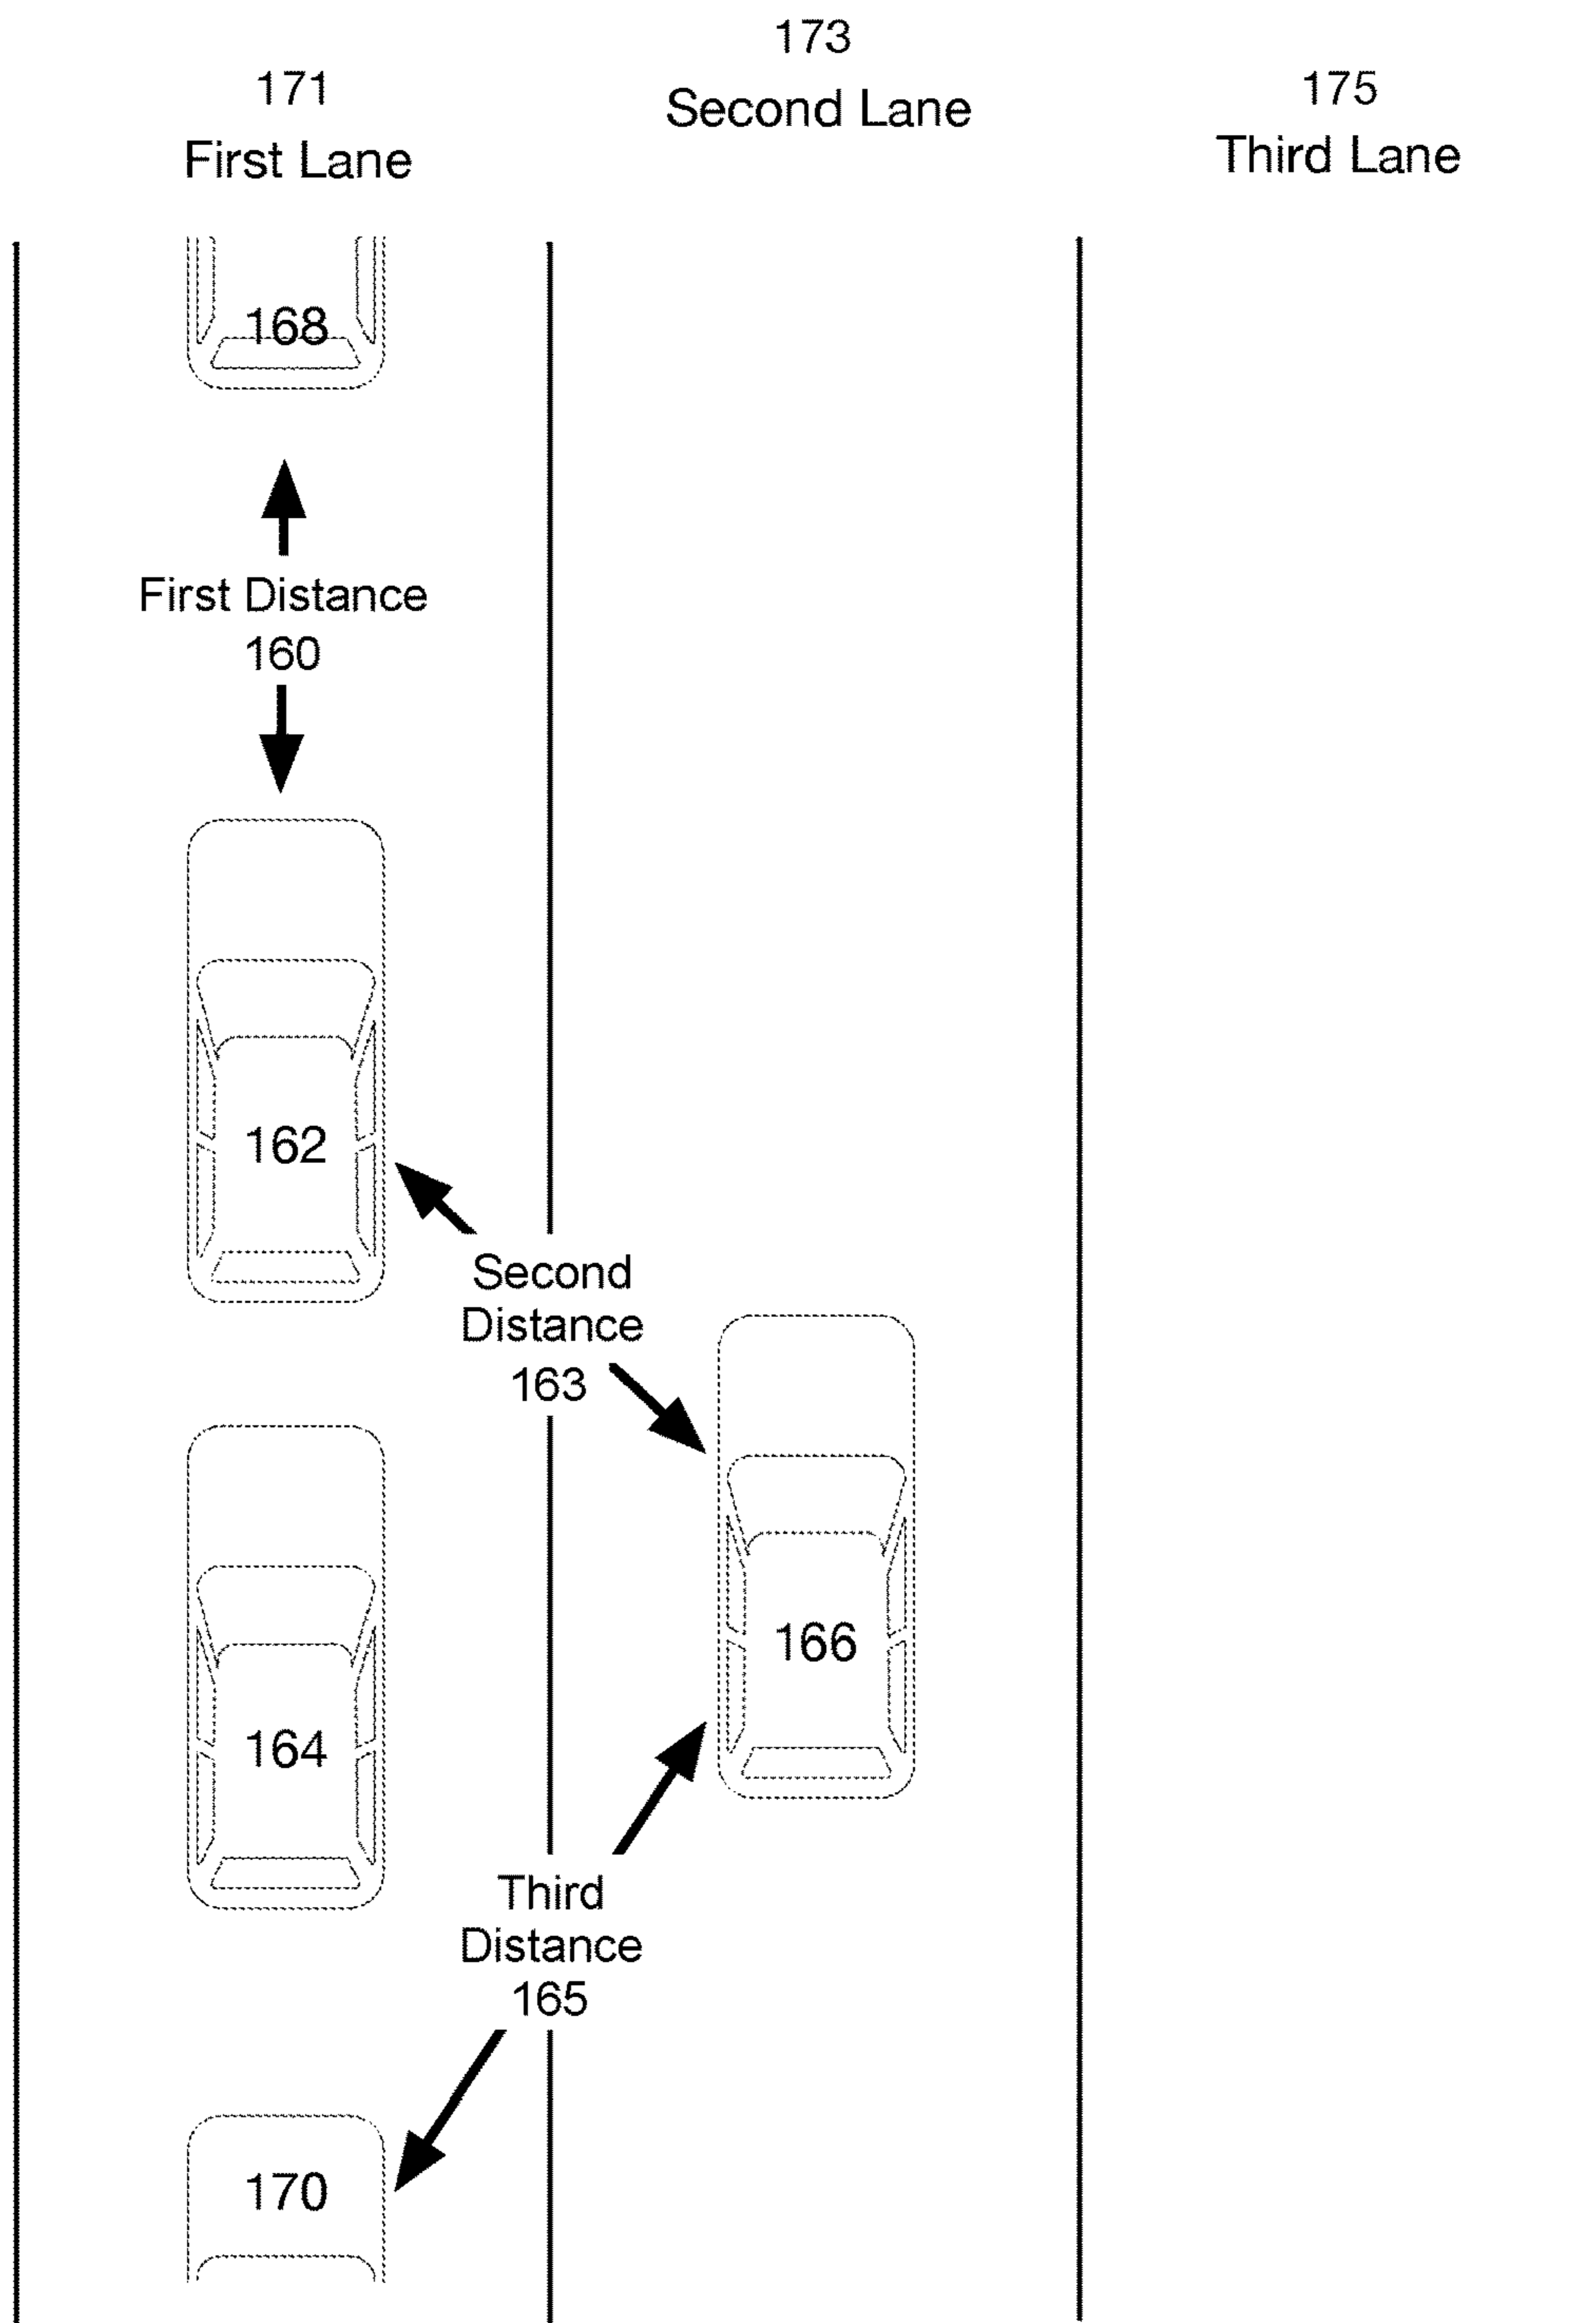 173
Second Lane
171
First Lane
175
Third Lane
168
First Distance
160
162
Second
Distance
163
166
164
Third
Distance
165
170